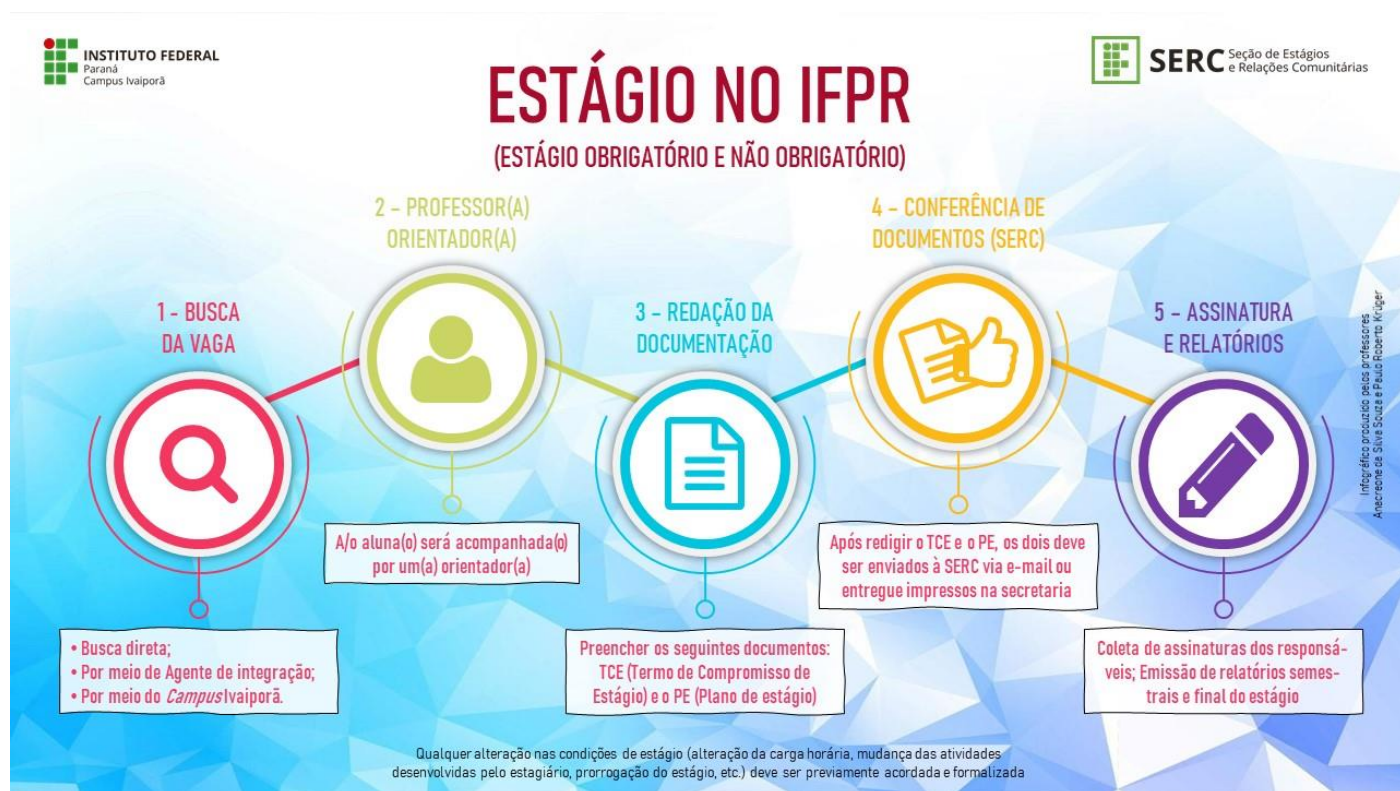 INSTITUTO FEDERAL
Paraná
Campus Ivaiporã
SERC Seção de Estágios
e Relações Comunitárias
ESTÁGIO NO IFPR
(ESTÁGIO OBRIGATÓRIO E NÃO OBRIGATÓRIO)
1 - BUSCA
DA VAGA
• Busca direta;
• Por meio de Agente de integração;
• Por meio do Campus Ivaiporã.
2 – PROFESSOR(A)
ORIENTADOR(A)
A/o aluna(o) será acompanhada(o)
por um(a) orientador(a)
3 – REDAÇÃO DA
DOCUMENTAÇÃO
Preencher os seguintes documentos:
TCE (Termo de Compromisso de
Estágio) e o PE (Plano de estágio)
4 – CONFERÊNCIA DE
DOCUMENTOS (SERC)
Após redigir o TCE e o PE, os dois deve
ser enviados à SERC via e-mail ou
entregue impressos na secretaria
5 – ASSINATURA
E RELATÓRIOS
Coleta de assinaturas dos responsá-
veis; Emissão de relatórios semes-
trais e final do estágio
Infográfico produzido pelos professores
Anacreone da Silva Souza e Paulo Roberto Krüger
Qualquer alteração nas condições de estágio (alteração da carga horária, mudança das atividades
desenvolvidas pelo estagiário, prorrogação do estágio, etc.) deve ser previamente acordada e formalizada